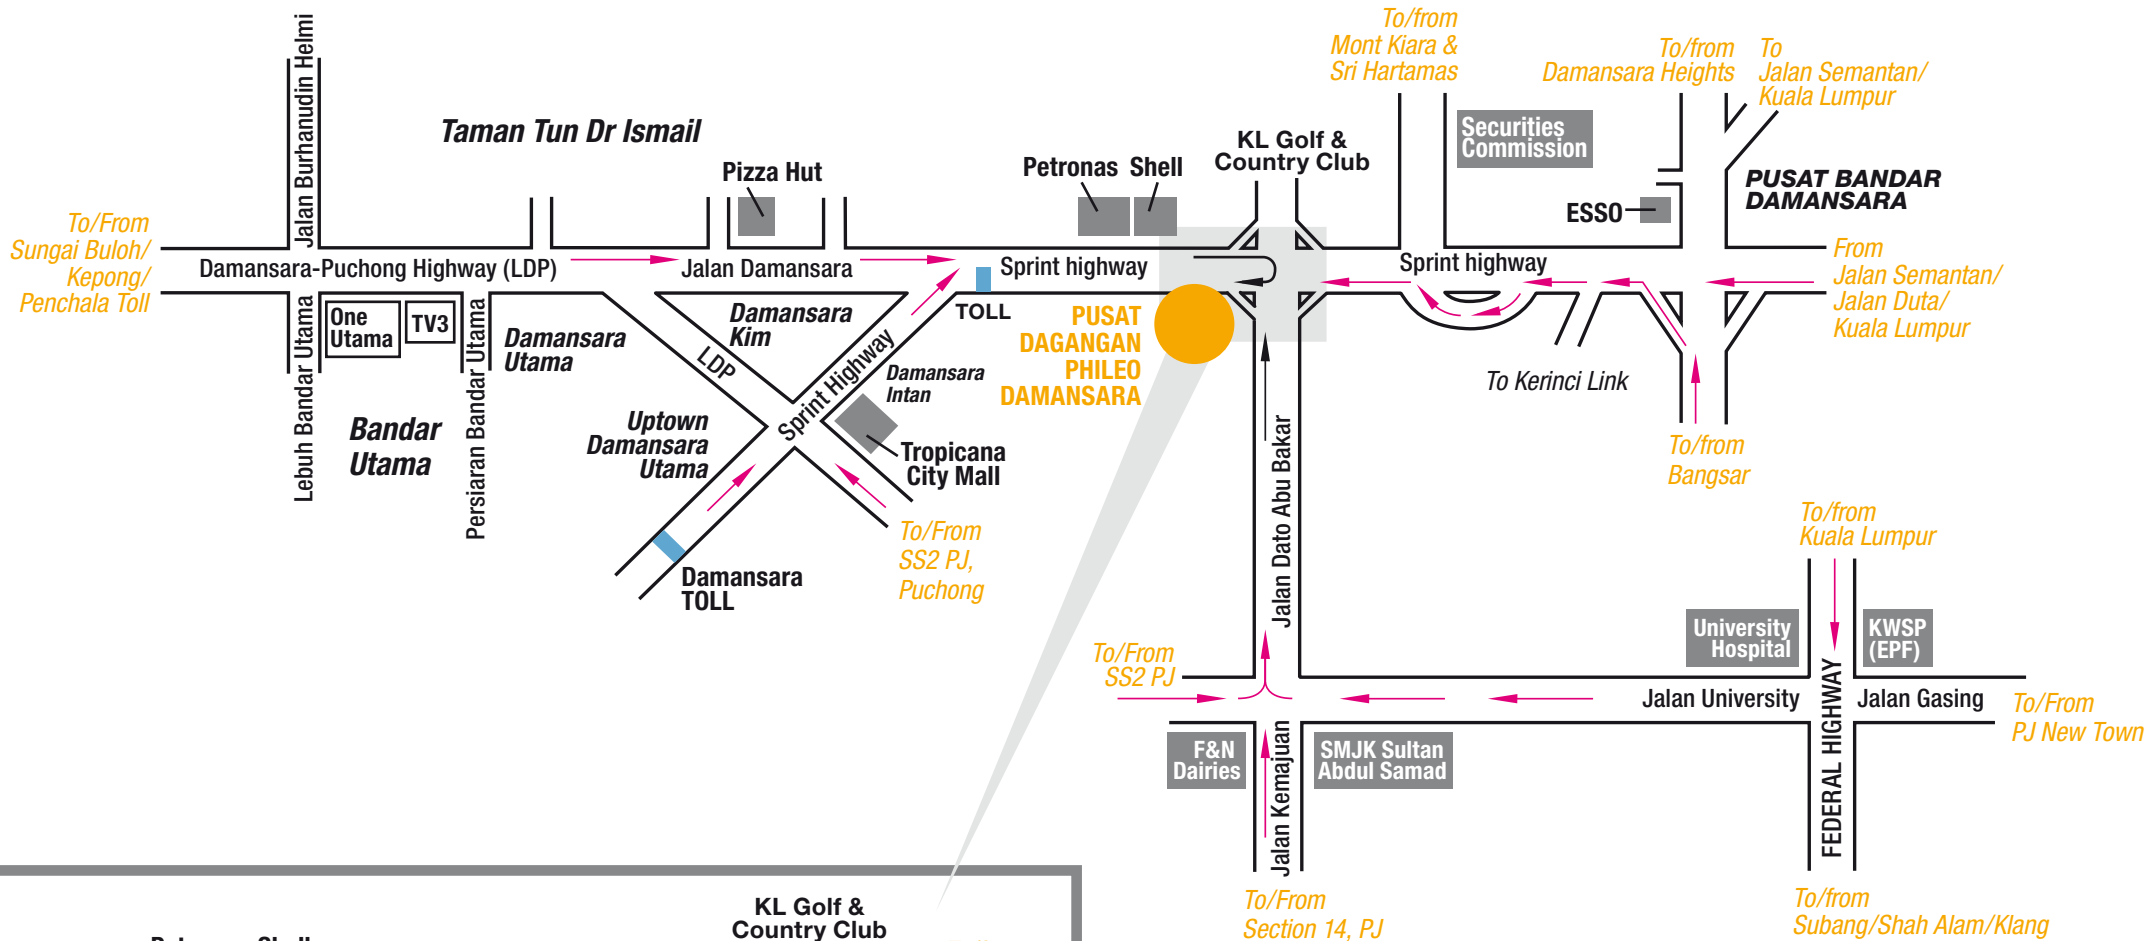 To/from
Mont Kiara &
Sri Hartamas
To/from
Damansara Heights
To
Jalan Semantan/
Kuala Lumpur
Jalan Burhanudin Helmi
Taman Tun Dr Ismail
Pizza Hut
Petronas
Shell
KL Golf &
Country Club
Securities
Commission
ESSO
PUSAT BANDAR
DAMANSARA
To/From
Sungai Buloh/
Kepong/
Penchala Toll
Damansara-Puchong Highway (LDP)
Jalan Damansara
Sprint highway
Sprint highway
From
Jalan Semantan/
Jalan Duta/
Kuala Lumpur
Lebuh Bandar Utama
One
Utama
TV3
Persiaran Bandar Utama
Damansara
Utama
Damansara
Kim
LDP
Sprint Highway
TOLL
PUSAT
DAGANGAN
PHILEO
DAMANSARA
Damansara
Intan
To Kerinci Link
Bandar
Utama
Uptown
Damansara
Utama
Tropicana
City Mall
To/from
Bangsar
Jalan Dato Abu Bakar
To/From
SS2 PJ,
Puchong
Damansara
TOLL
To/from
Kuala Lumpur
University
Hospital
KWSP
(EPF)
To/From
SS2 PJ
Jalan University
FEDERAL HIGHWAY
Jalan Gasing
To/From
PJ New Town
F&N
Dairies
Jalan Kemajuan
SMJK Sultan
Abdul Samad
To/From
Section 14, PJ
To/from
Subang/Shah Alam/Klang
KL Golf &
Country Club
Petronas Shell